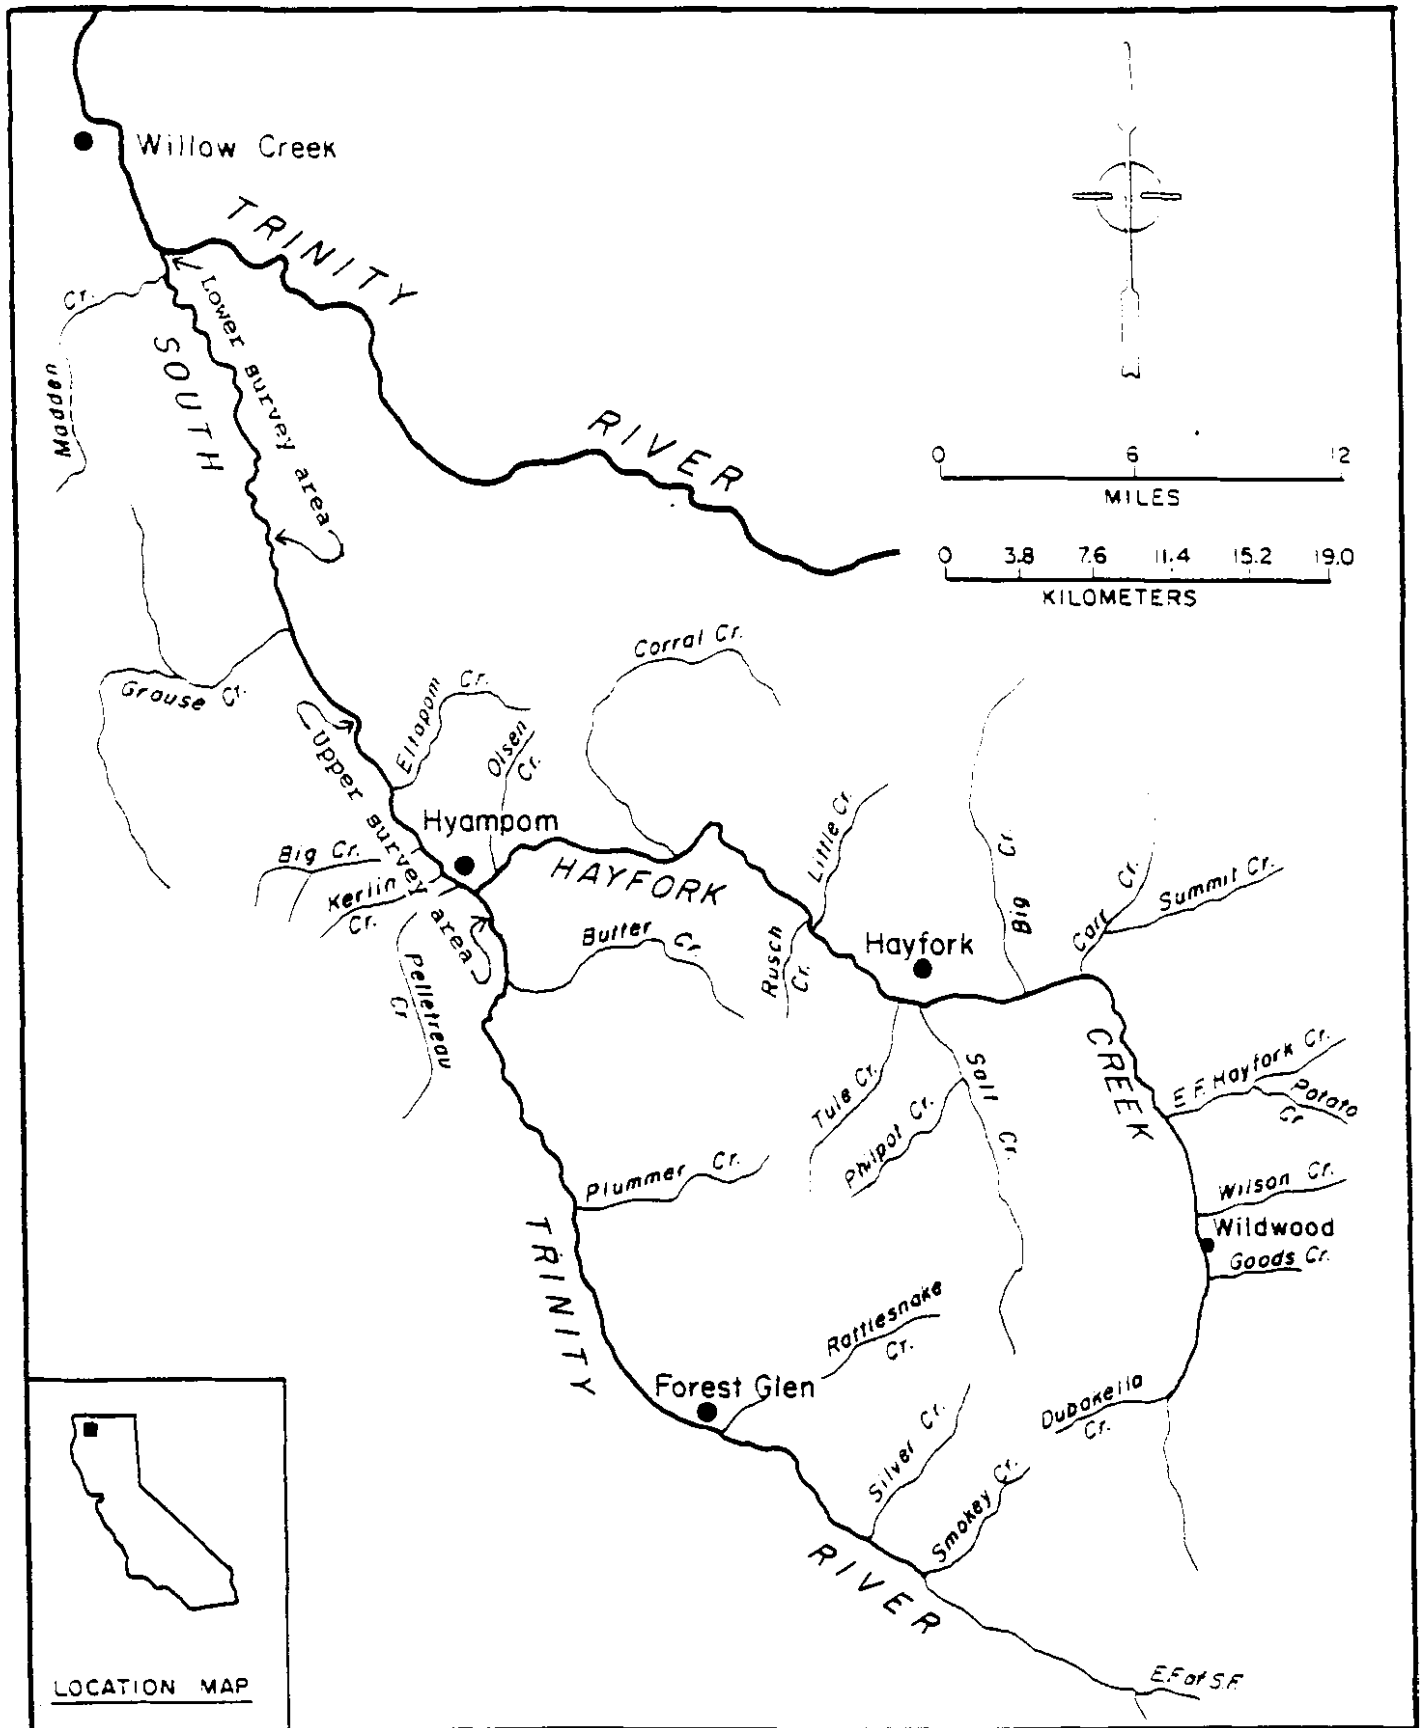 Willow Creek
TRINITY
RIVER
Cr.
Madden
Lower survey area
SOUTH
0 6 12
MILES
0 3.8 7.6 11.4 15.2 19.0
KILOMETERS
Corral Cr.
Grouse Cr.
Eltapom Cr.
Olsen
Cr.
Upper survey area
Hyampom
Big Cr.
Kerlin
Cr.
HAYFORK
Little Cr.
Big Cr.
Carr Cr.
Summit Cr.
Pelletreau
Cr
Butter Cr.
Rusch
Cr.
Hayfork
CREEK
Tule Cr.
Philpot Cr.
Salt Cr.
E.F. Hayfork Cr.
Potato
Cr
Plummer Cr.
Wilson Cr.
Wildwood
Goods Cr.
TRINITY
Rattlesnake
Cr.
Forest Glen
Dubakella
Cr.
Silver Cr.
Smokey Cr.
RIVER
E.F. of S.F.
LOCATION MAP